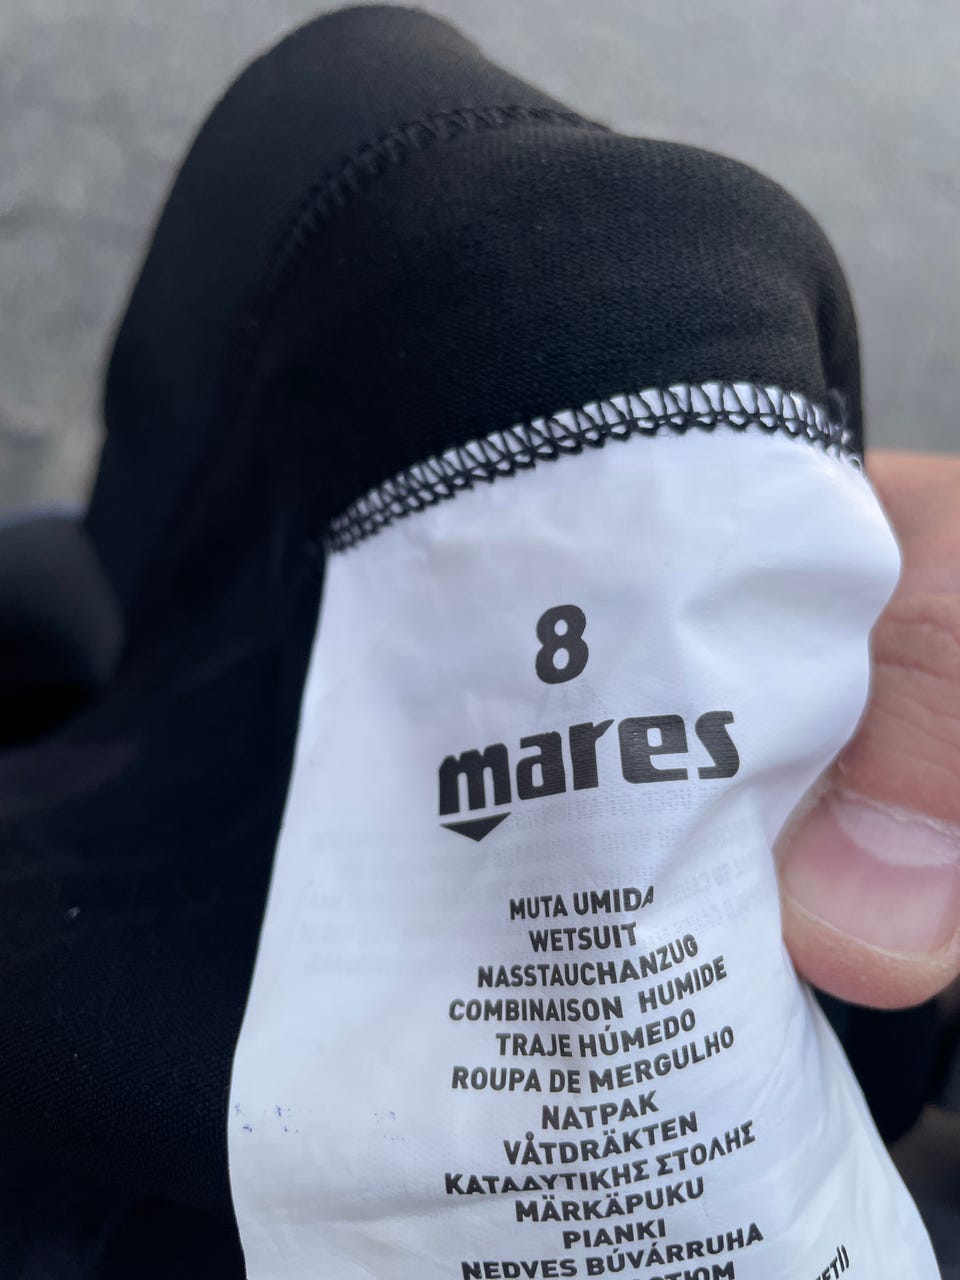 8
mares
MUTA UMIDA
WETSUIT
NASSTAUCHANZUG
COMBINAISON HUMIDE
TRAJE HÚMEDO
ROUPA DE MERGULHO
NATPAK
VÅTDRÄKTEN
ΚΑΤΑΔΥΤΙΚΗΣ ΣΤΟΛΗΣ
MÄRKÄPUKU
PIANKI
NEDVES BÚVÁRRUHA